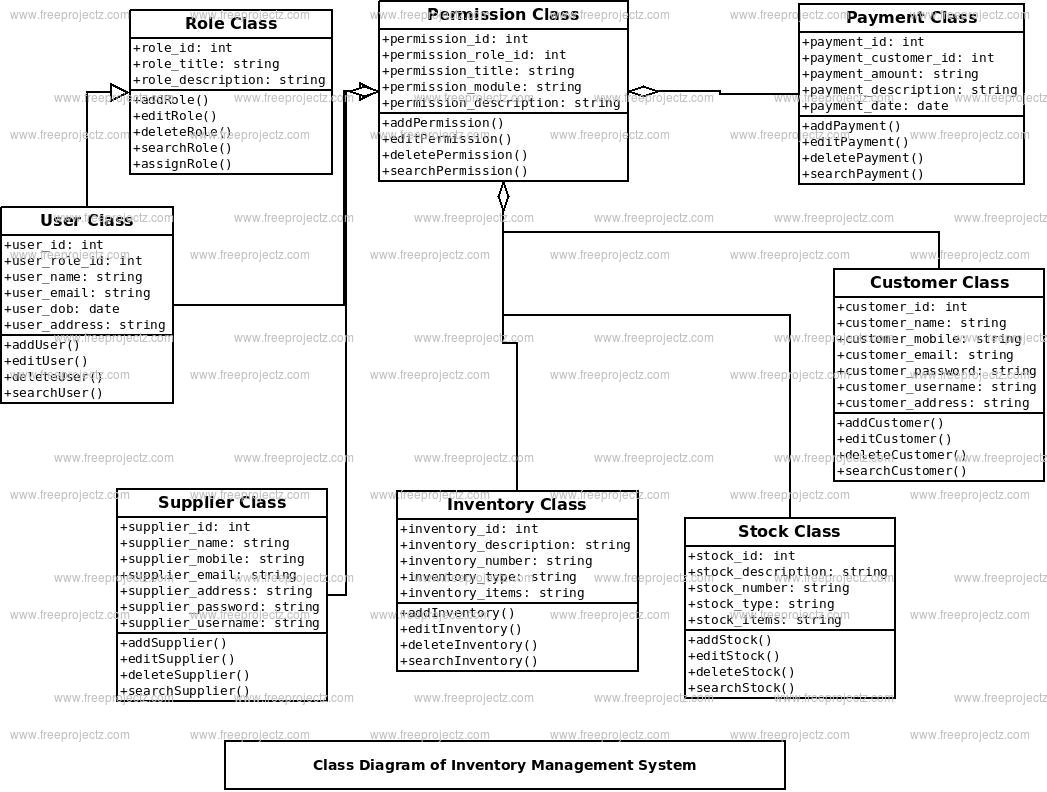 Role Class
+role_id: int
+role_title: string
+role_description: string
+addRole()
+editRole()
+deleteRole()
+searchRole()
+assignRole()
Permission Class
+permission_id: int
+permission_role_id: int
+permission_title: string
+permission_module: string
+permission_description: string
+addPermission()
+editPermission()
+deletePermission()
+searchPermission()
Payment Class
+payment_id: int
+payment_customer_id: int
+payment_amount: string
+payment_description: string
+payment_date: date
+addPayment()
+editPayment()
+deletePayment()
+searchPayment()
User Class
+user_id: int
+user_role_id: int
+user_name: string
+user_email: string
+user_dob: date
+user_address: string
+addUser()
+editUser()
+deleteUser()
+searchUser()
Customer Class
+customer_id: int
+customer_name: string
+customer_mobile: string
+customer_email: string
+customer_password: string
+customer_username: string
+customer_address: string
+addCustomer()
+editCustomer()
+deleteCustomer()
+searchCustomer()
Supplier Class
+supplier_id: int
+supplier_name: string
+supplier_mobile: string
+supplier_email: string
+supplier_address: string
+supplier_password: string
+supplier_username: string
+addSupplier()
+editSupplier()
+deleteSupplier()
+searchSupplier()
Inventory Class
+inventory_id: int
+inventory_description: string
+inventory_number: string
+inventory_type: string
+inventory_items: string
+addInventory()
+editInventory()
+deleteInventory()
+searchInventory()
Stock Class
+stock_id: int
+stock_description: string
+stock_number: string
+stock_type: string
+stock_items: string
+addStock()
+editStock()
+deleteStock()
+searchStock()
Class Diagram of Inventory Management System
www.freeprojectz.com